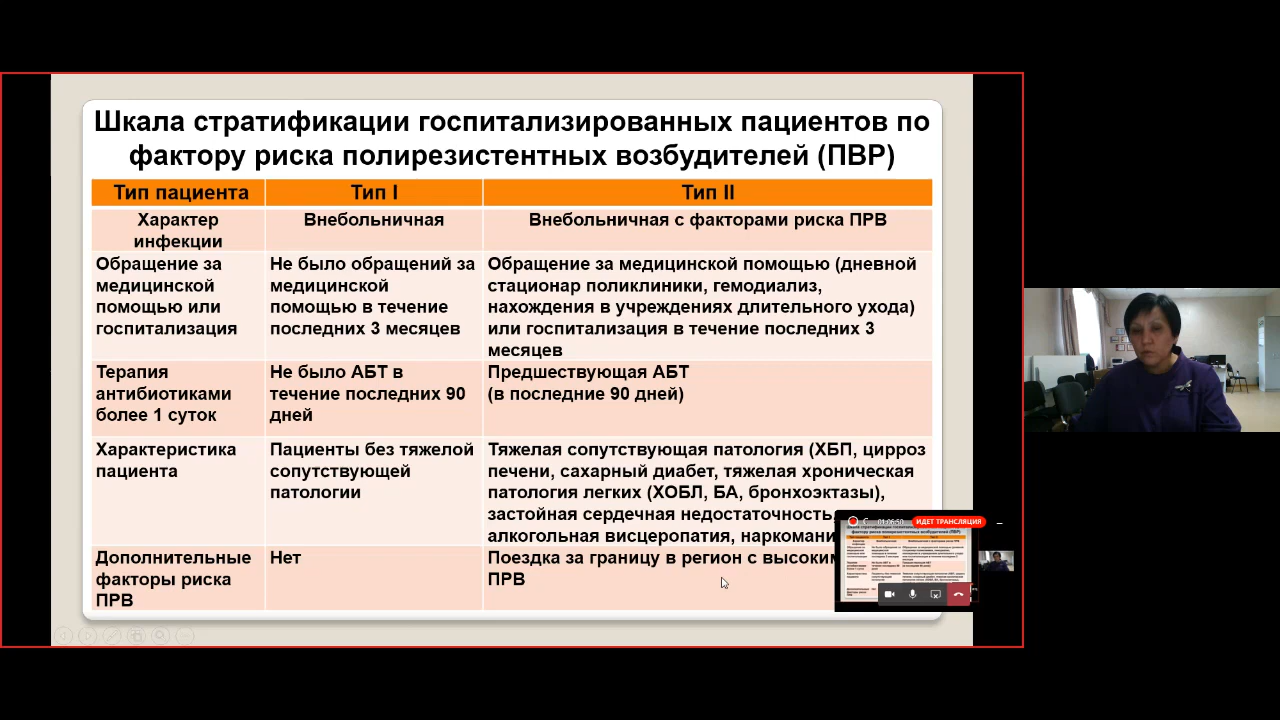 Шкала стратификации госпитализированных пациентов по
фактору риска полирезистентных возбудителей (ПВР)
Тип пациента
Тип I
Тип II
Характер
инфекции
Внебольничная
Внебольничная с факторами риска ПРВ
Обращение за
медицинской
помощью или
госпитализация
Не было обращений за
медицинской
помощью в течение
последних 3 месяцев
Обращение за медицинской помощью (дневной
стационар поликлиники, гемодиализ,
нахождения в учреждениях длительного ухода)
или госпитализация в течение последних 3
месяцев
Терапия
антибиотиками
более 1 суток
Не было АБТ в
течение последних 90
дней
Предшествующая АБТ
(в последние 90 дней)
Характеристика
пациента
Пациенты без тяжелой
сопутствующей
патологии
Тяжелая сопутствующая патология (ХБП, цирроз
печени, сахарный диабет, тяжелая хроническая
патология легких (ХОБЛ, БА, бронхоэктазы),
застойная сердечная недостаточность,
алкогольная висцеропатия, наркомани
Дополнительные
факторы риска
ПРВ
Нет
Поездка за границу в регион с высоким
ПРВ
01:06:50
ИДЕТ ТРАНСЛЯЦИЯ